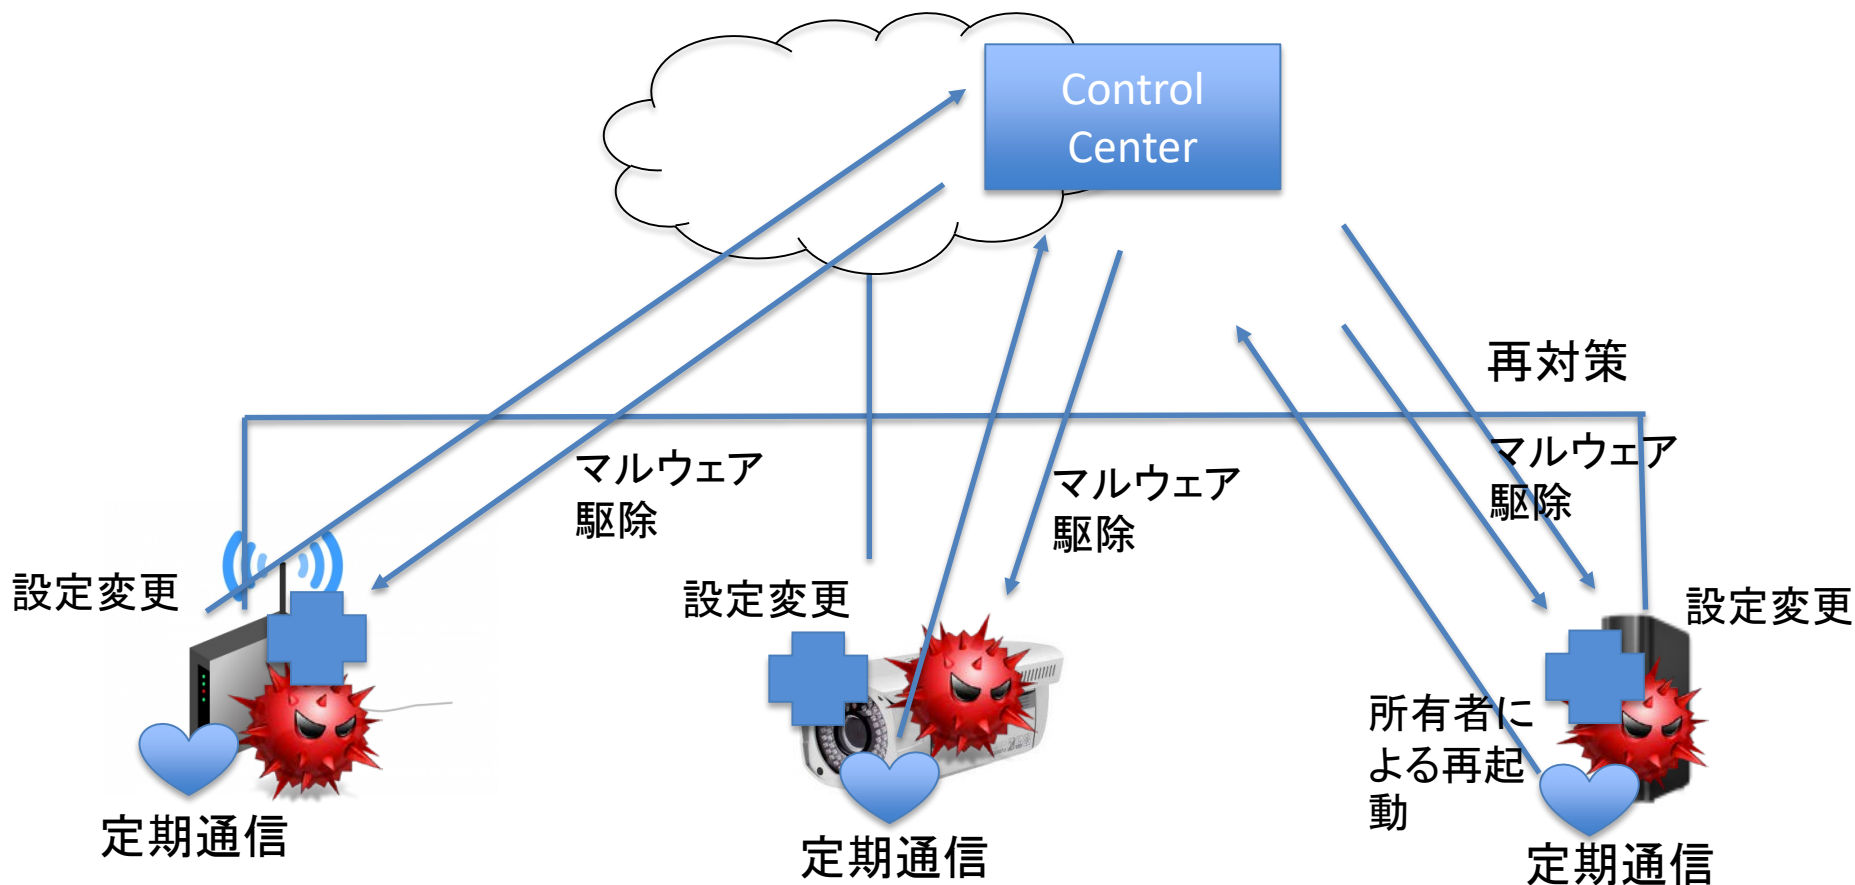 Control
Center
再対策
マルウェア
駆除
マルウェア
駆除
マルウェア
駆除
設定変更
設定変更
設定変更
所有者に
よる再起
動
定期通信
定期通信
定期通信